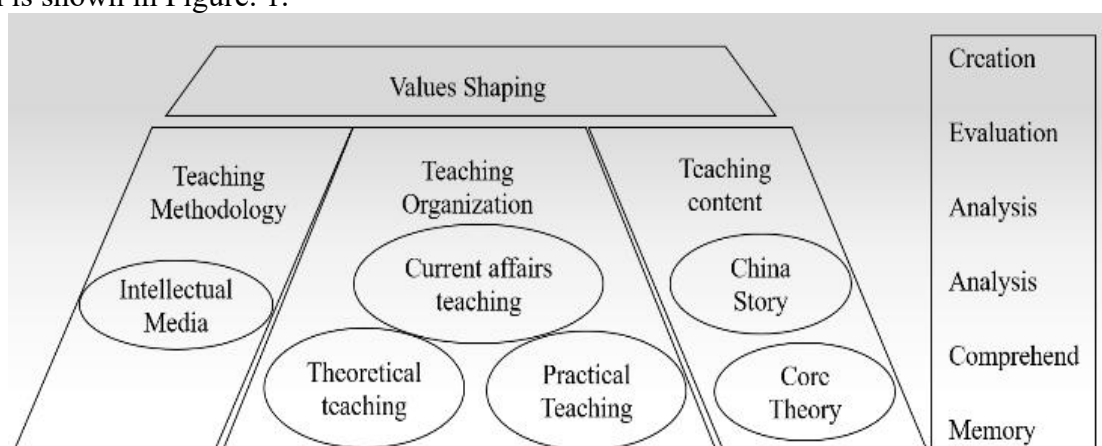 is shown in Figure. 1.
Values Shaping
Teaching
Methodology
Intellectual
Media
Teaching
Organization
Current affairs
teaching
Theoretical
teaching
Practical
Teaching
Teaching
content
China
Story
Core
Theory
Creation
Evaluation
Analysis
Analysis
Comprehend
Memory